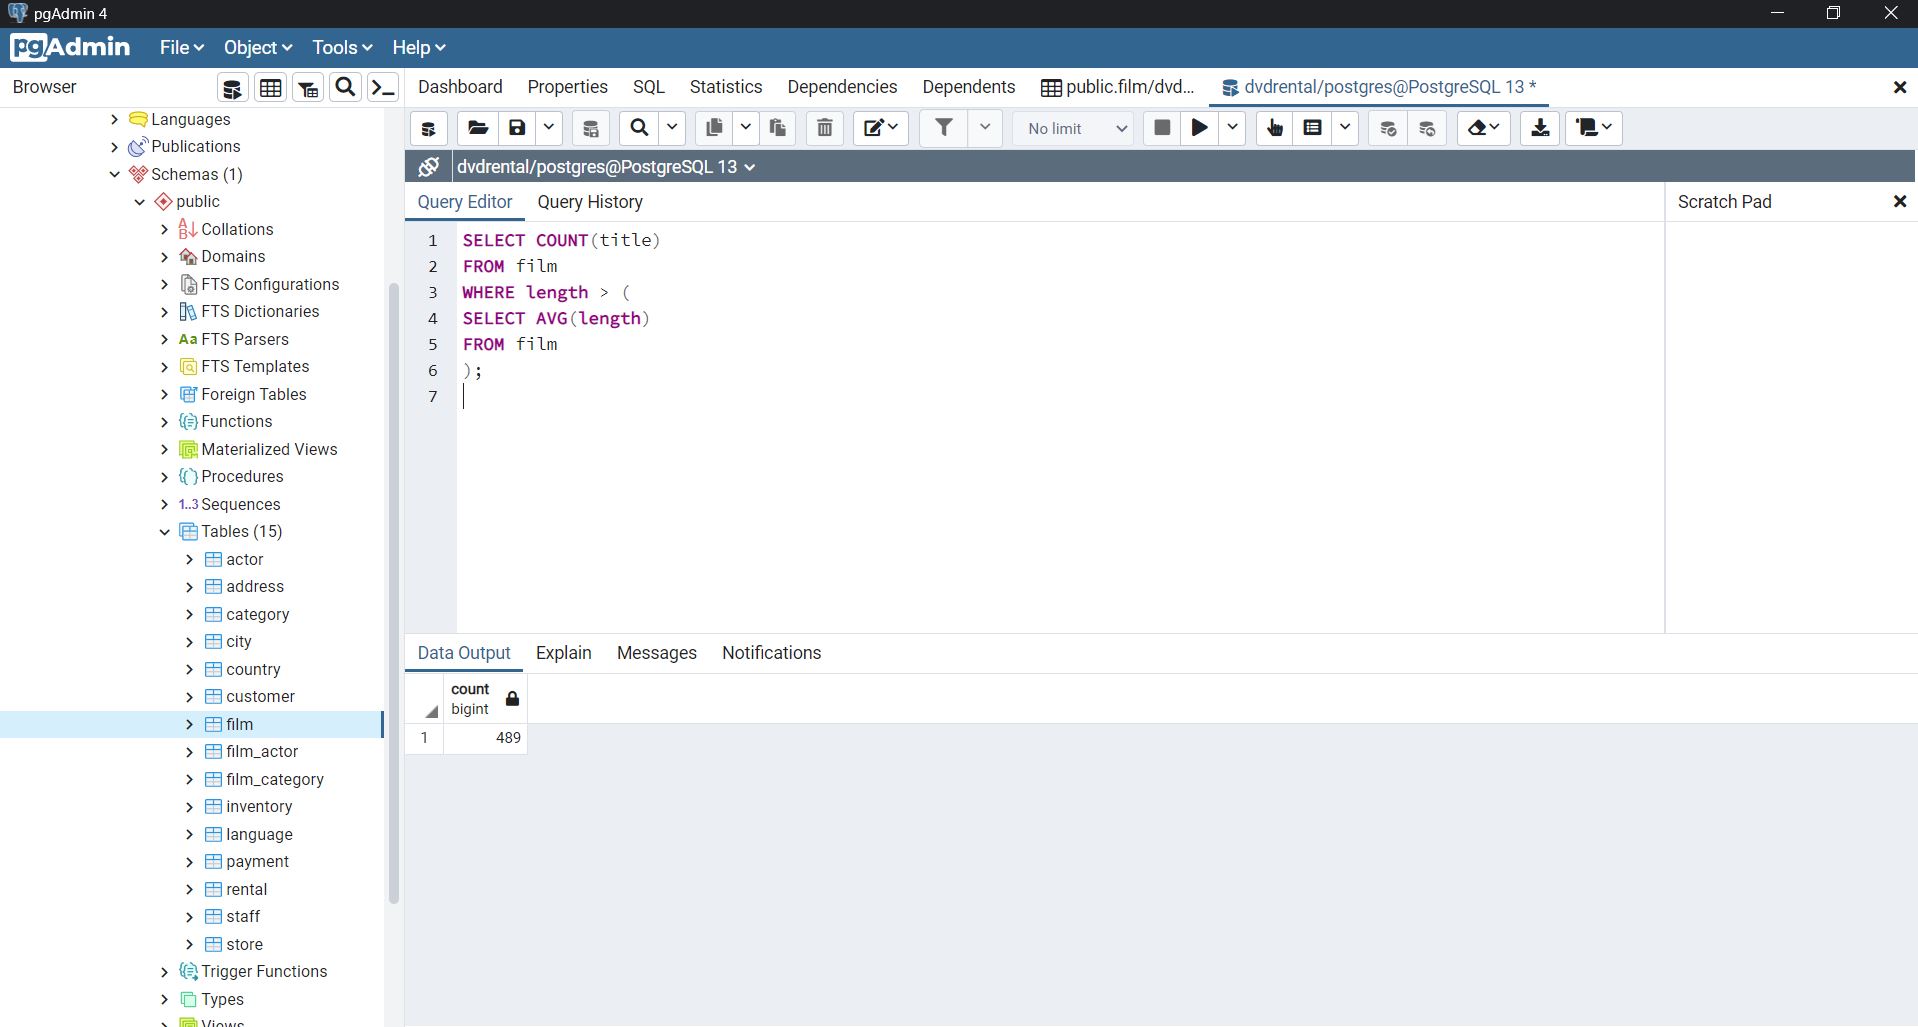 pgAdmin 4
pgAdmin File Object Tools Help
Browser
Dashboard Properties SQL Statistics Dependencies Dependents public.film/dvd... dvdrental/postgres@PostgreSQL 13 *
No limit
dvdrental/postgres@PostgreSQL 13
Query Editor Query History
Scratch Pad
Languages
Publications
Schemas (1)
public
Collations
Domains
FTS Configurations
FTS Dictionaries
Aa FTS Parsers
FTS Templates
Foreign Tables
Functions
Materialized Views
Procedures
1..3 Sequences
Tables (15)
actor
address
category
city
country
customer
film
film_actor
film_category
inventory
language
payment
rental
staff
store
Trigger Functions
Types
Views
1 SELECT COUNT(title)
2 FROM film
3 WHERE length > (
4 SELECT AVG(length)
5 FROM film
6 );
7
Data Output Explain Messages Notifications
count
bigint
1 489